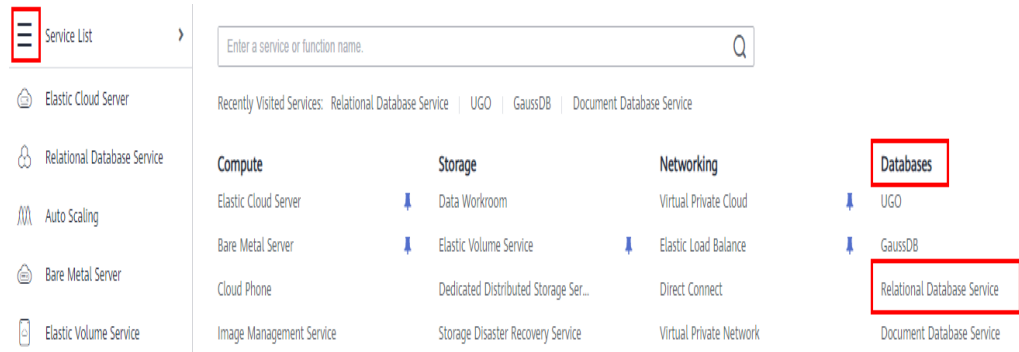 Service List
Enter a service or function name.
Elastic Cloud Server
Relational Database Service
Auto Scaling
Bare Metal Server
Elastic Volume Service
Recently Visited Services: Relational Database Service | UGO | GaussDB | Document Database Service
Compute
Elastic Cloud Server
Bare Metal Server
Cloud Phone
Image Management Service
Storage
Data Workroom
Elastic Volume Service
Dedicated Distributed Storage Ser...
Storage Disaster Recovery Service
Networking
Virtual Private Cloud
Elastic Load Balance
Direct Connect
Virtual Private Network
Databases
UGO
GaussDB
Relational Database Service
Document Database Service